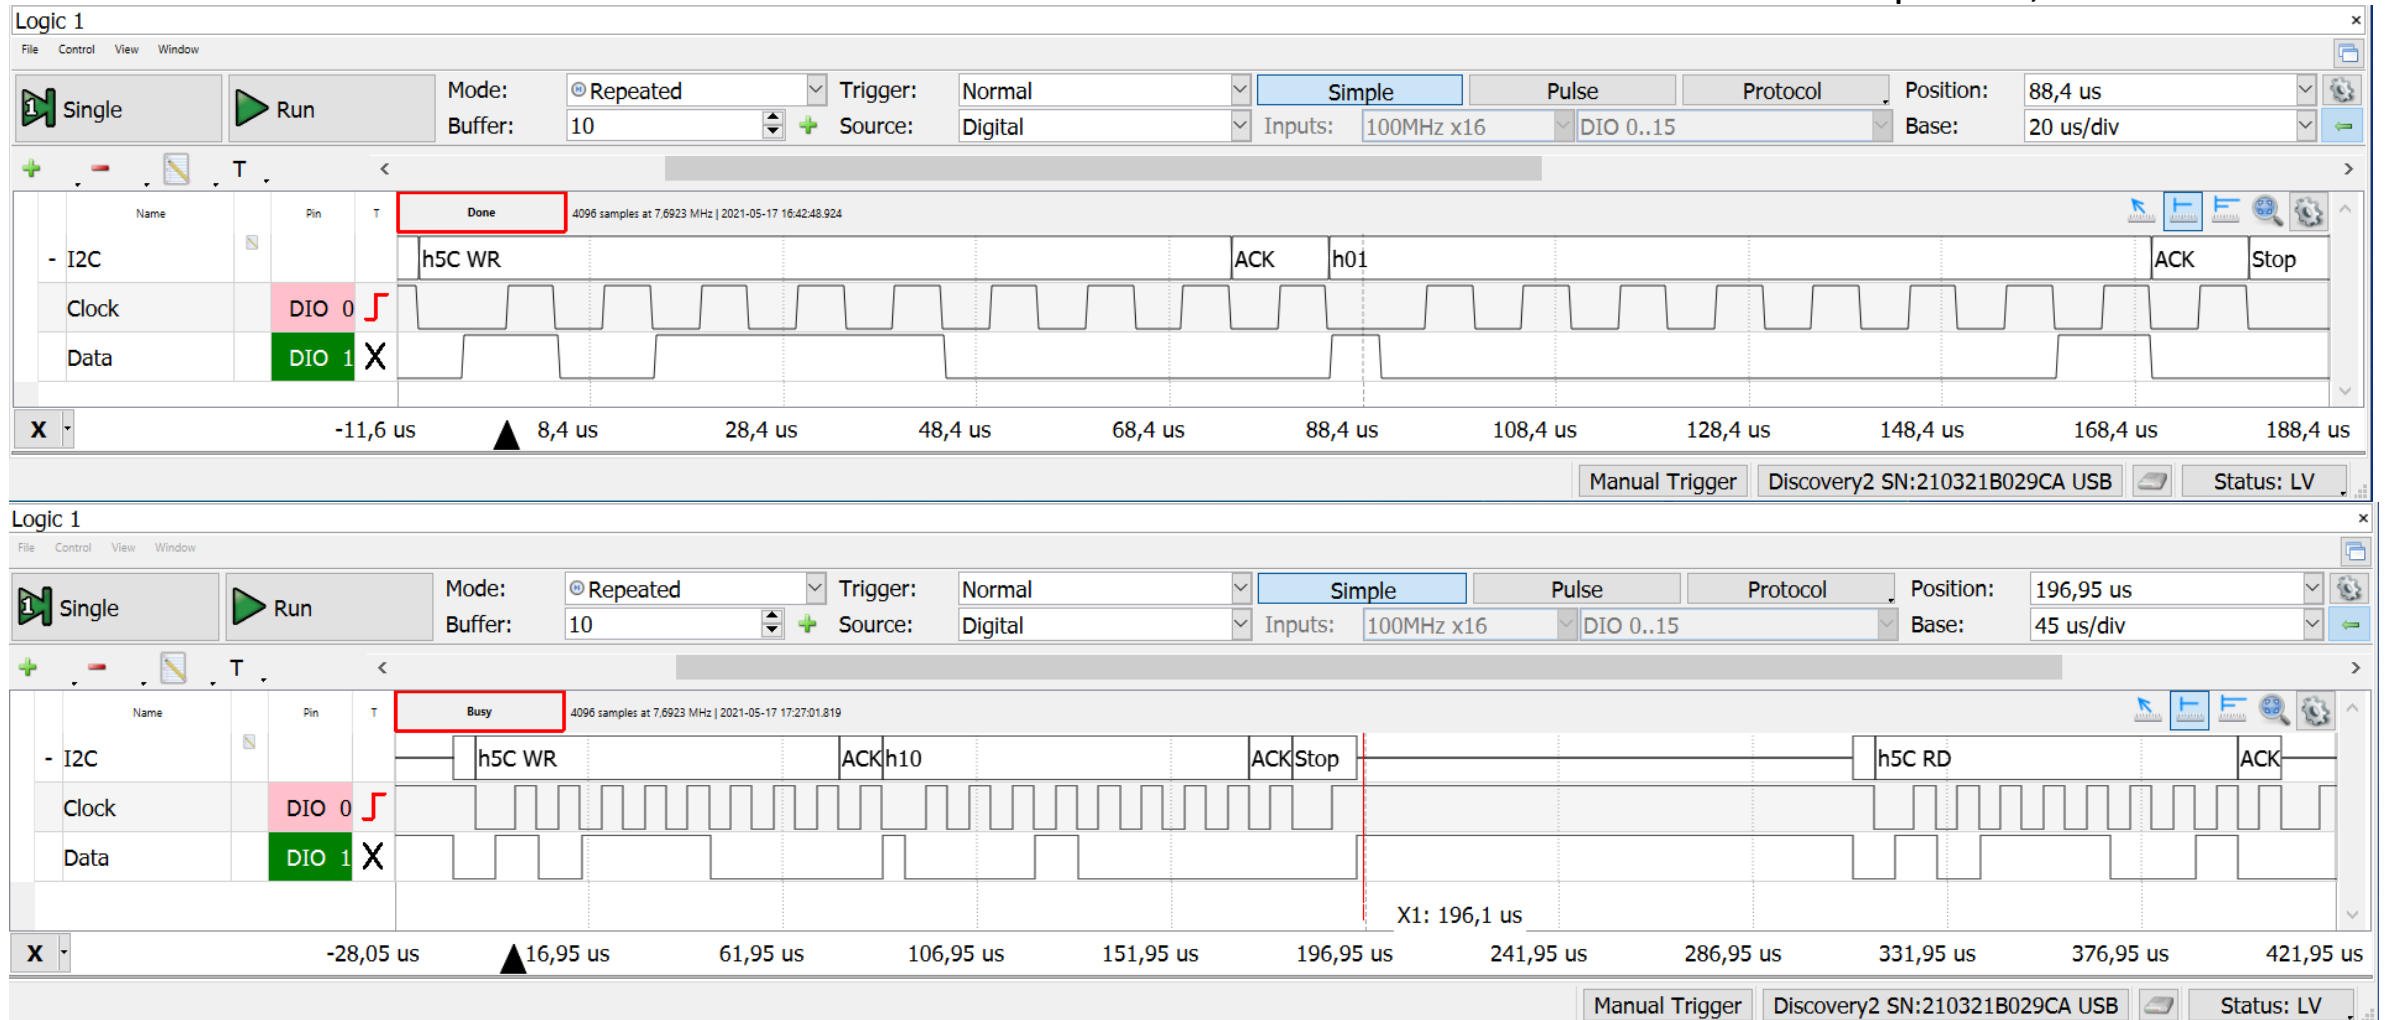 Logic 1
File Control View Window
Single Run Mode: Repeated Trigger: Normal Simple Pulse Protocol Position: 88,4 us
Buffer: 10 Source: Digital Inputs: 100MHz x16 DIO 0..15 Base: 20 us/div
T
Name Pin T Done 4096 samples at 7,6923 MHz | 2021-05-17 16:42:48.924
- I2C h5C WR ACK h01 ACK Stop
Clock DIO 0
Data DIO 1 X
X -11,6 us 8,4 us 28,4 us 48,4 us 68,4 us 88,4 us 108,4 us 128,4 us 148,4 us 168,4 us 188,4 us
Manual Trigger Discovery2 SN:210321B029CA USB Status: LV
Logic 1
File Control View Window
Single Run Mode: Repeated Trigger: Normal Simple Pulse Protocol Position: 196,95 us
Buffer: 10 Source: Digital Inputs: 100MHz x16 DIO 0..15 Base: 45 us/div
T
Name Pin T Busy 4096 samples at 7,6923 MHz | 2021-05-17 17:27:01.819
- I2C h5C WR ACK h10 ACK Stop h5C RD ACK
Clock DIO 0
Data DIO 1 X
X1: 196,1 us
X -28,05 us 16,95 us 61,95 us 106,95 us 151,95 us 196,95 us 241,95 us 286,95 us 331,95 us 376,95 us 421,95 us
Manual Trigger Discovery2 SN:210321B029CA USB Status: LV